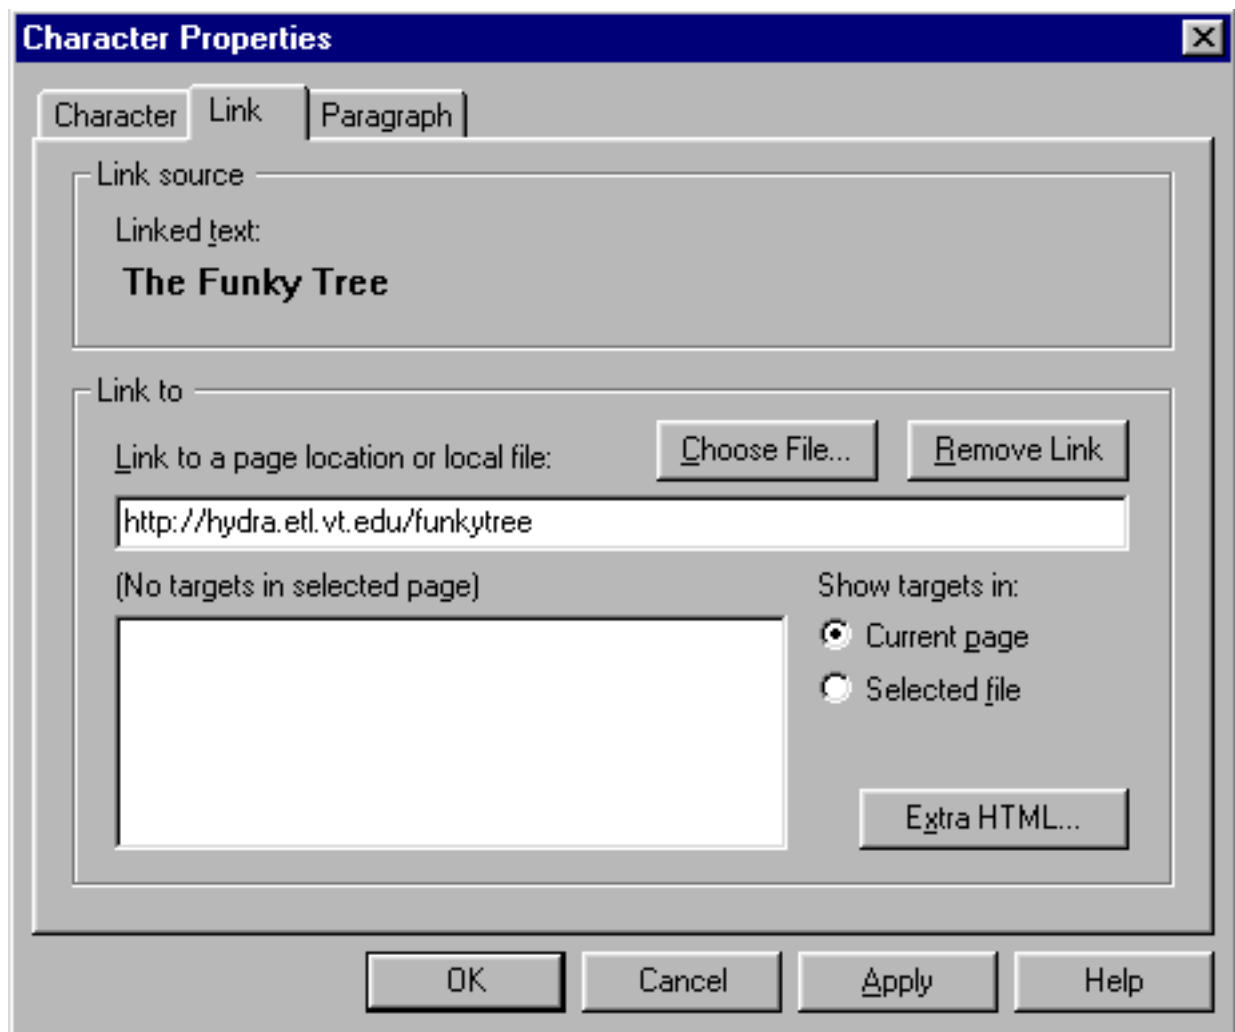 Character Properties
Character Link Paragraph
Link source
Linked text:
The Funky Tree
Link to
Link to a page location or local file: Choose File... Remove Link
http://hydra.etl.vt.edu/funkytree
(No targets in selected page) Show targets in:
Current page
Selected file
Extra HTML...
OK Cancel Apply Help